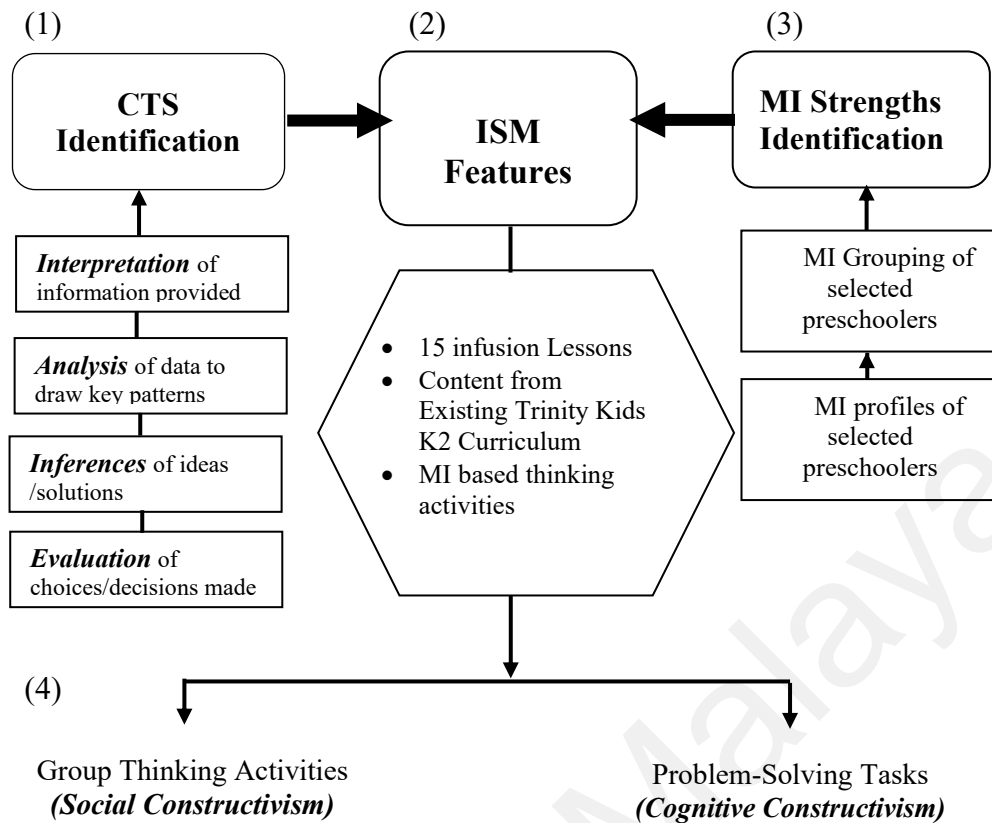 (1)
CTS
Identification
Interpretation of
information provided
Analysis of data to
draw key patterns
Inferences of ideas
/solutions
Evaluation of
choices/decisions made
(2)
ISM
Features
• 15 infusion Lessons
• Content from
Existing Trinity Kids
K2 Curriculum
• MI based thinking
activities
(3)
MI Strengths
Identification
MI Grouping of
selected
preschoolers
MI profiles of
selected
preschoolers
(4)
Group Thinking Activities
(Social Constructivism)
Problem-Solving Tasks
(Cognitive Constructivism)
Malaya